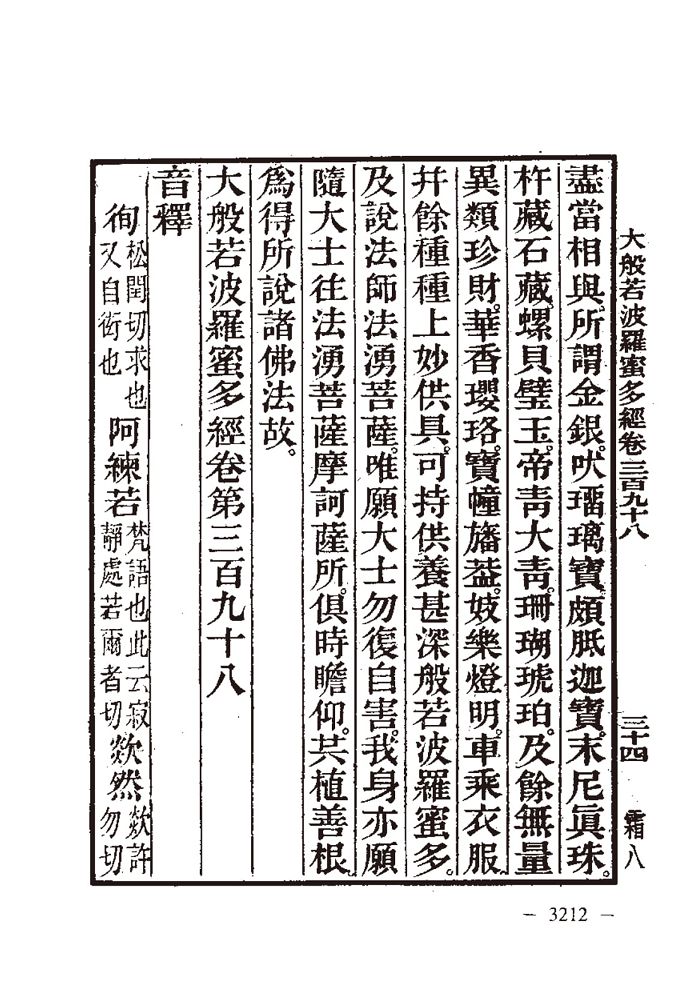 大般若波羅蜜多經卷三百九十八 三十四 霜八
盡當相與。所謂金銀。吠瑠璃寶。頗胝迦寶。末尼眞珠。
杵藏石藏。螺貝璧玉。帝青大青。珊瑚琥珀。及餘無量
異類珍財。華香瓔珞。寶幢旛葢。妓樂燈明。車乘衣服。
幷餘種種上妙供具。可持供養甚深般若波羅蜜多。
及說法師法湧菩薩。唯願大士勿復自害。我身亦願
隨大士往法湧菩薩摩訶薩所。俱時瞻仰。共植善根。
爲得所說諸佛法故。
大般若波羅蜜多經卷第三百九十八
音釋
徇松閏切求也又自衒也 阿練若梵語也此云寂靜處若爾者切 欻然欻許勿切
— 3212 —